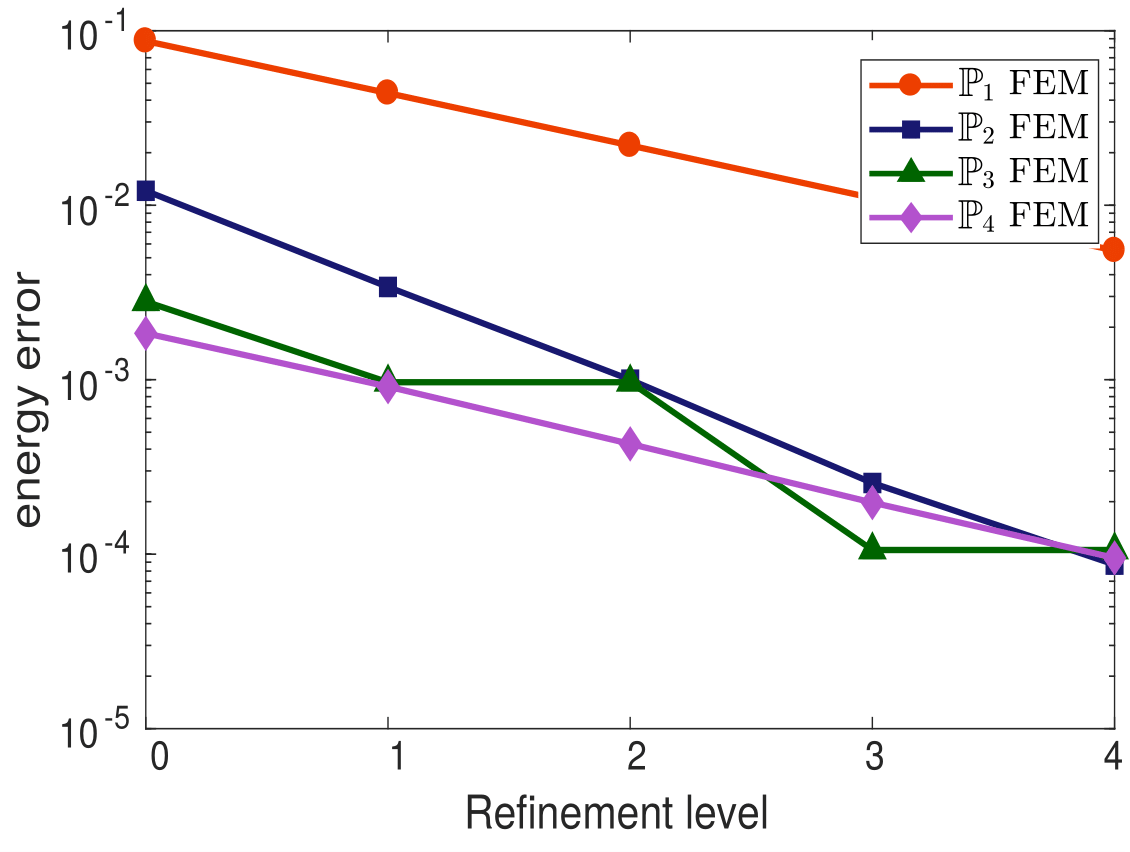 10^-1
10^-2
10^-3
10^-4
10^-5
energy error
0 1 2 3 4
Refinement level
ℙ₁ FEM
ℙ₂ FEM
ℙ₃ FEM
ℙ₄ FEM